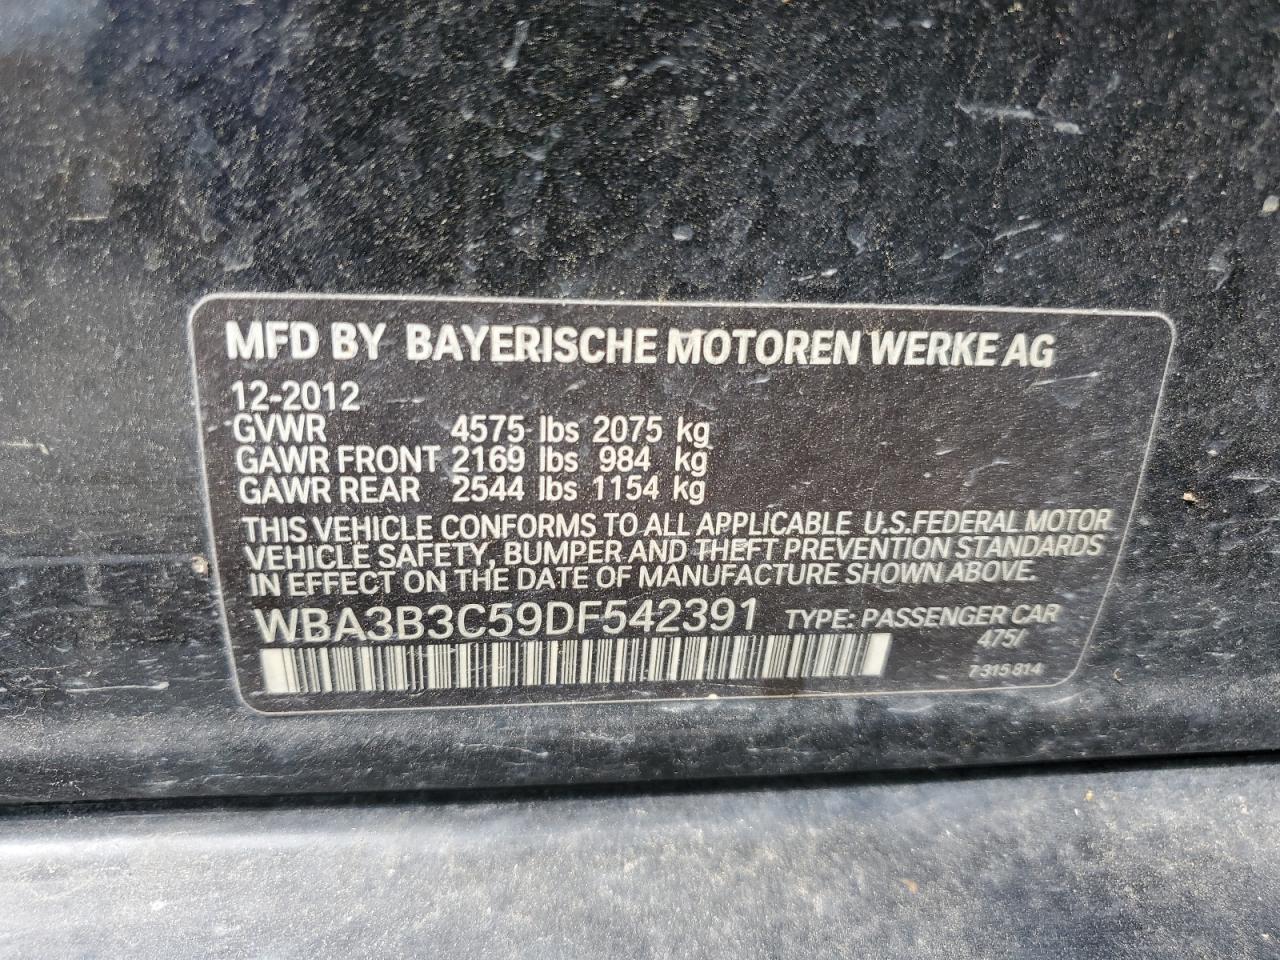 MFD BY BAYERISCHE MOTOREN WERKE AG
12-2012
GVWR 4575 lbs 2075 kg
GAWR FRONT 2169 lbs 984 kg
GAWR REAR 2544 lbs 1154 kg
THIS VEHICLE CONFORMS TO ALL APPLICABLE U.S.FEDERAL MOTOR
VEHICLE SAFETY, BUMPER AND THEFT PREVENTION STANDARDS
IN EFFECT ON THE DATE OF MANUFACTURE SHOWN ABOVE.
WBA3B3C59DF542391 TYPE: PASSENGER CAR
475/
7 315 814